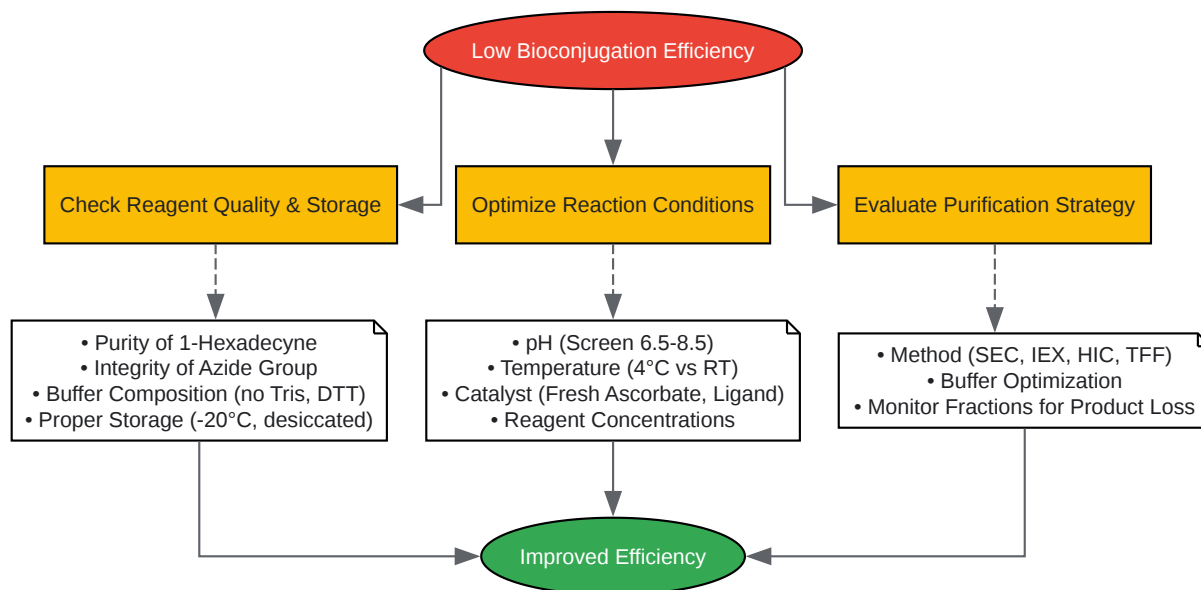 Low Bioconjugation Efficiency
Check Reagent Quality & Storage
Optimize Reaction Conditions
Evaluate Purification Strategy
• Purity of 1-Hexadecyne
• Integrity of Azide Group
• Buffer Composition (no Tris, DTT)
• Proper Storage (-20°C, desiccated)
• pH (Screen 6.5-8.5)
• Temperature (4°C vs RT)
• Catalyst (Fresh Ascorbate, Ligand)
• Reagent Concentrations
• Method (SEC, IEX, HIC, TFF)
• Buffer Optimization
• Monitor Fractions for Product Loss
Improved Efficiency